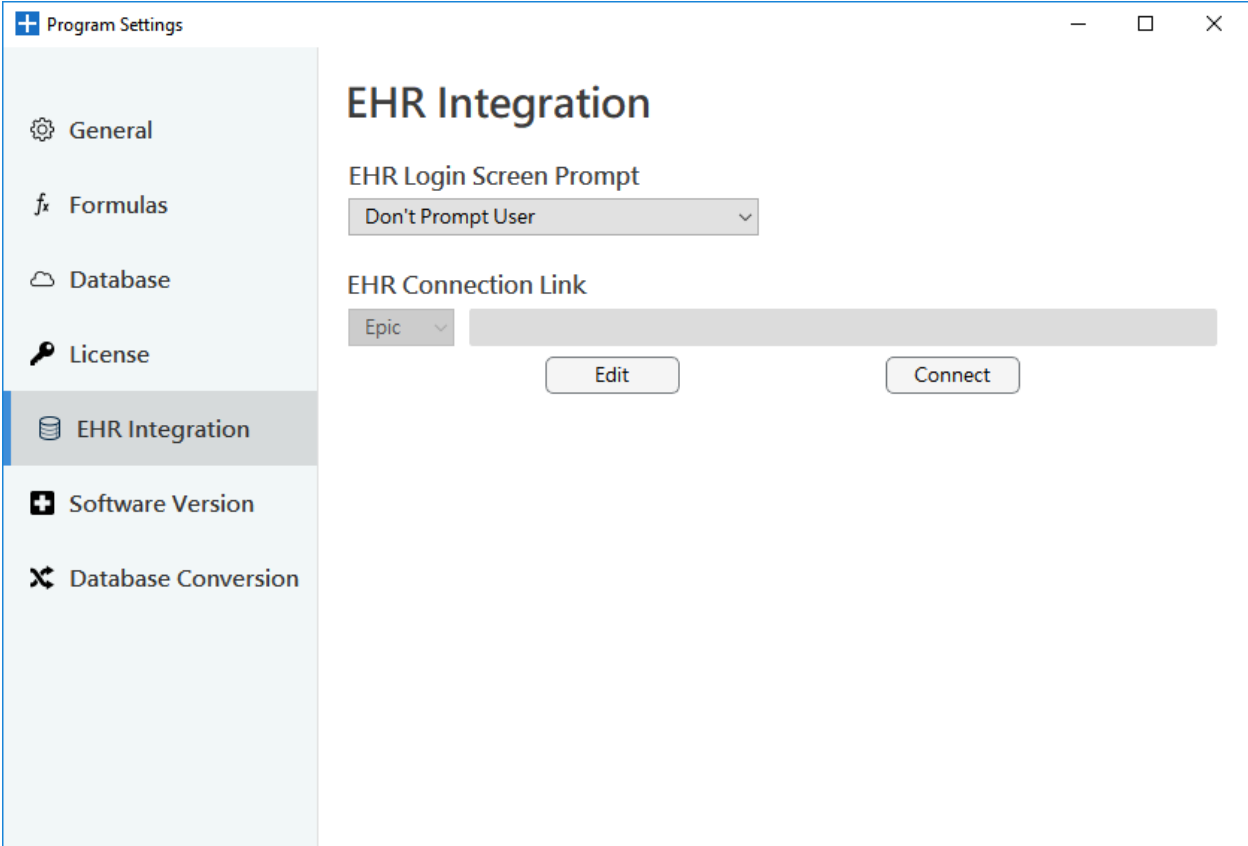 Program Settings
General
Formulas
Database
License
EHR Integration
Software Version
Database Conversion
EHR Integration
EHR Login Screen Prompt
Don't Prompt User
EHR Connection Link
Epic
Edit Connect